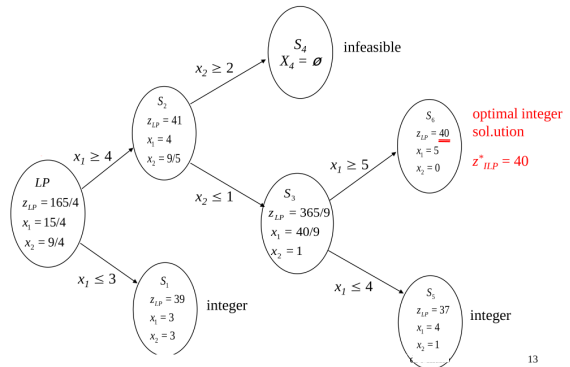 S4
X4 = ø
infeasible
x2 ≥ 2
S2
zLP = 41
x1 = 4
x2 = 9/5
S6
zLP = 40
x1 = 5
x2 = 0
optimal integer
sol.ution
z*ILP = 40
x1 ≥ 4
x1 ≥ 5
LP
zLP = 165/4
x1 = 15/4
x2 = 9/4
x2 ≤ 1
S3
zLP = 365/9
x1 = 40/9
x2 = 1
x1 ≤ 3
S1
zLP = 39
x1 = 3
x2 = 3
integer
x1 ≤ 4
S5
zLP = 37
x1 = 4
x2 = 1
integer
13